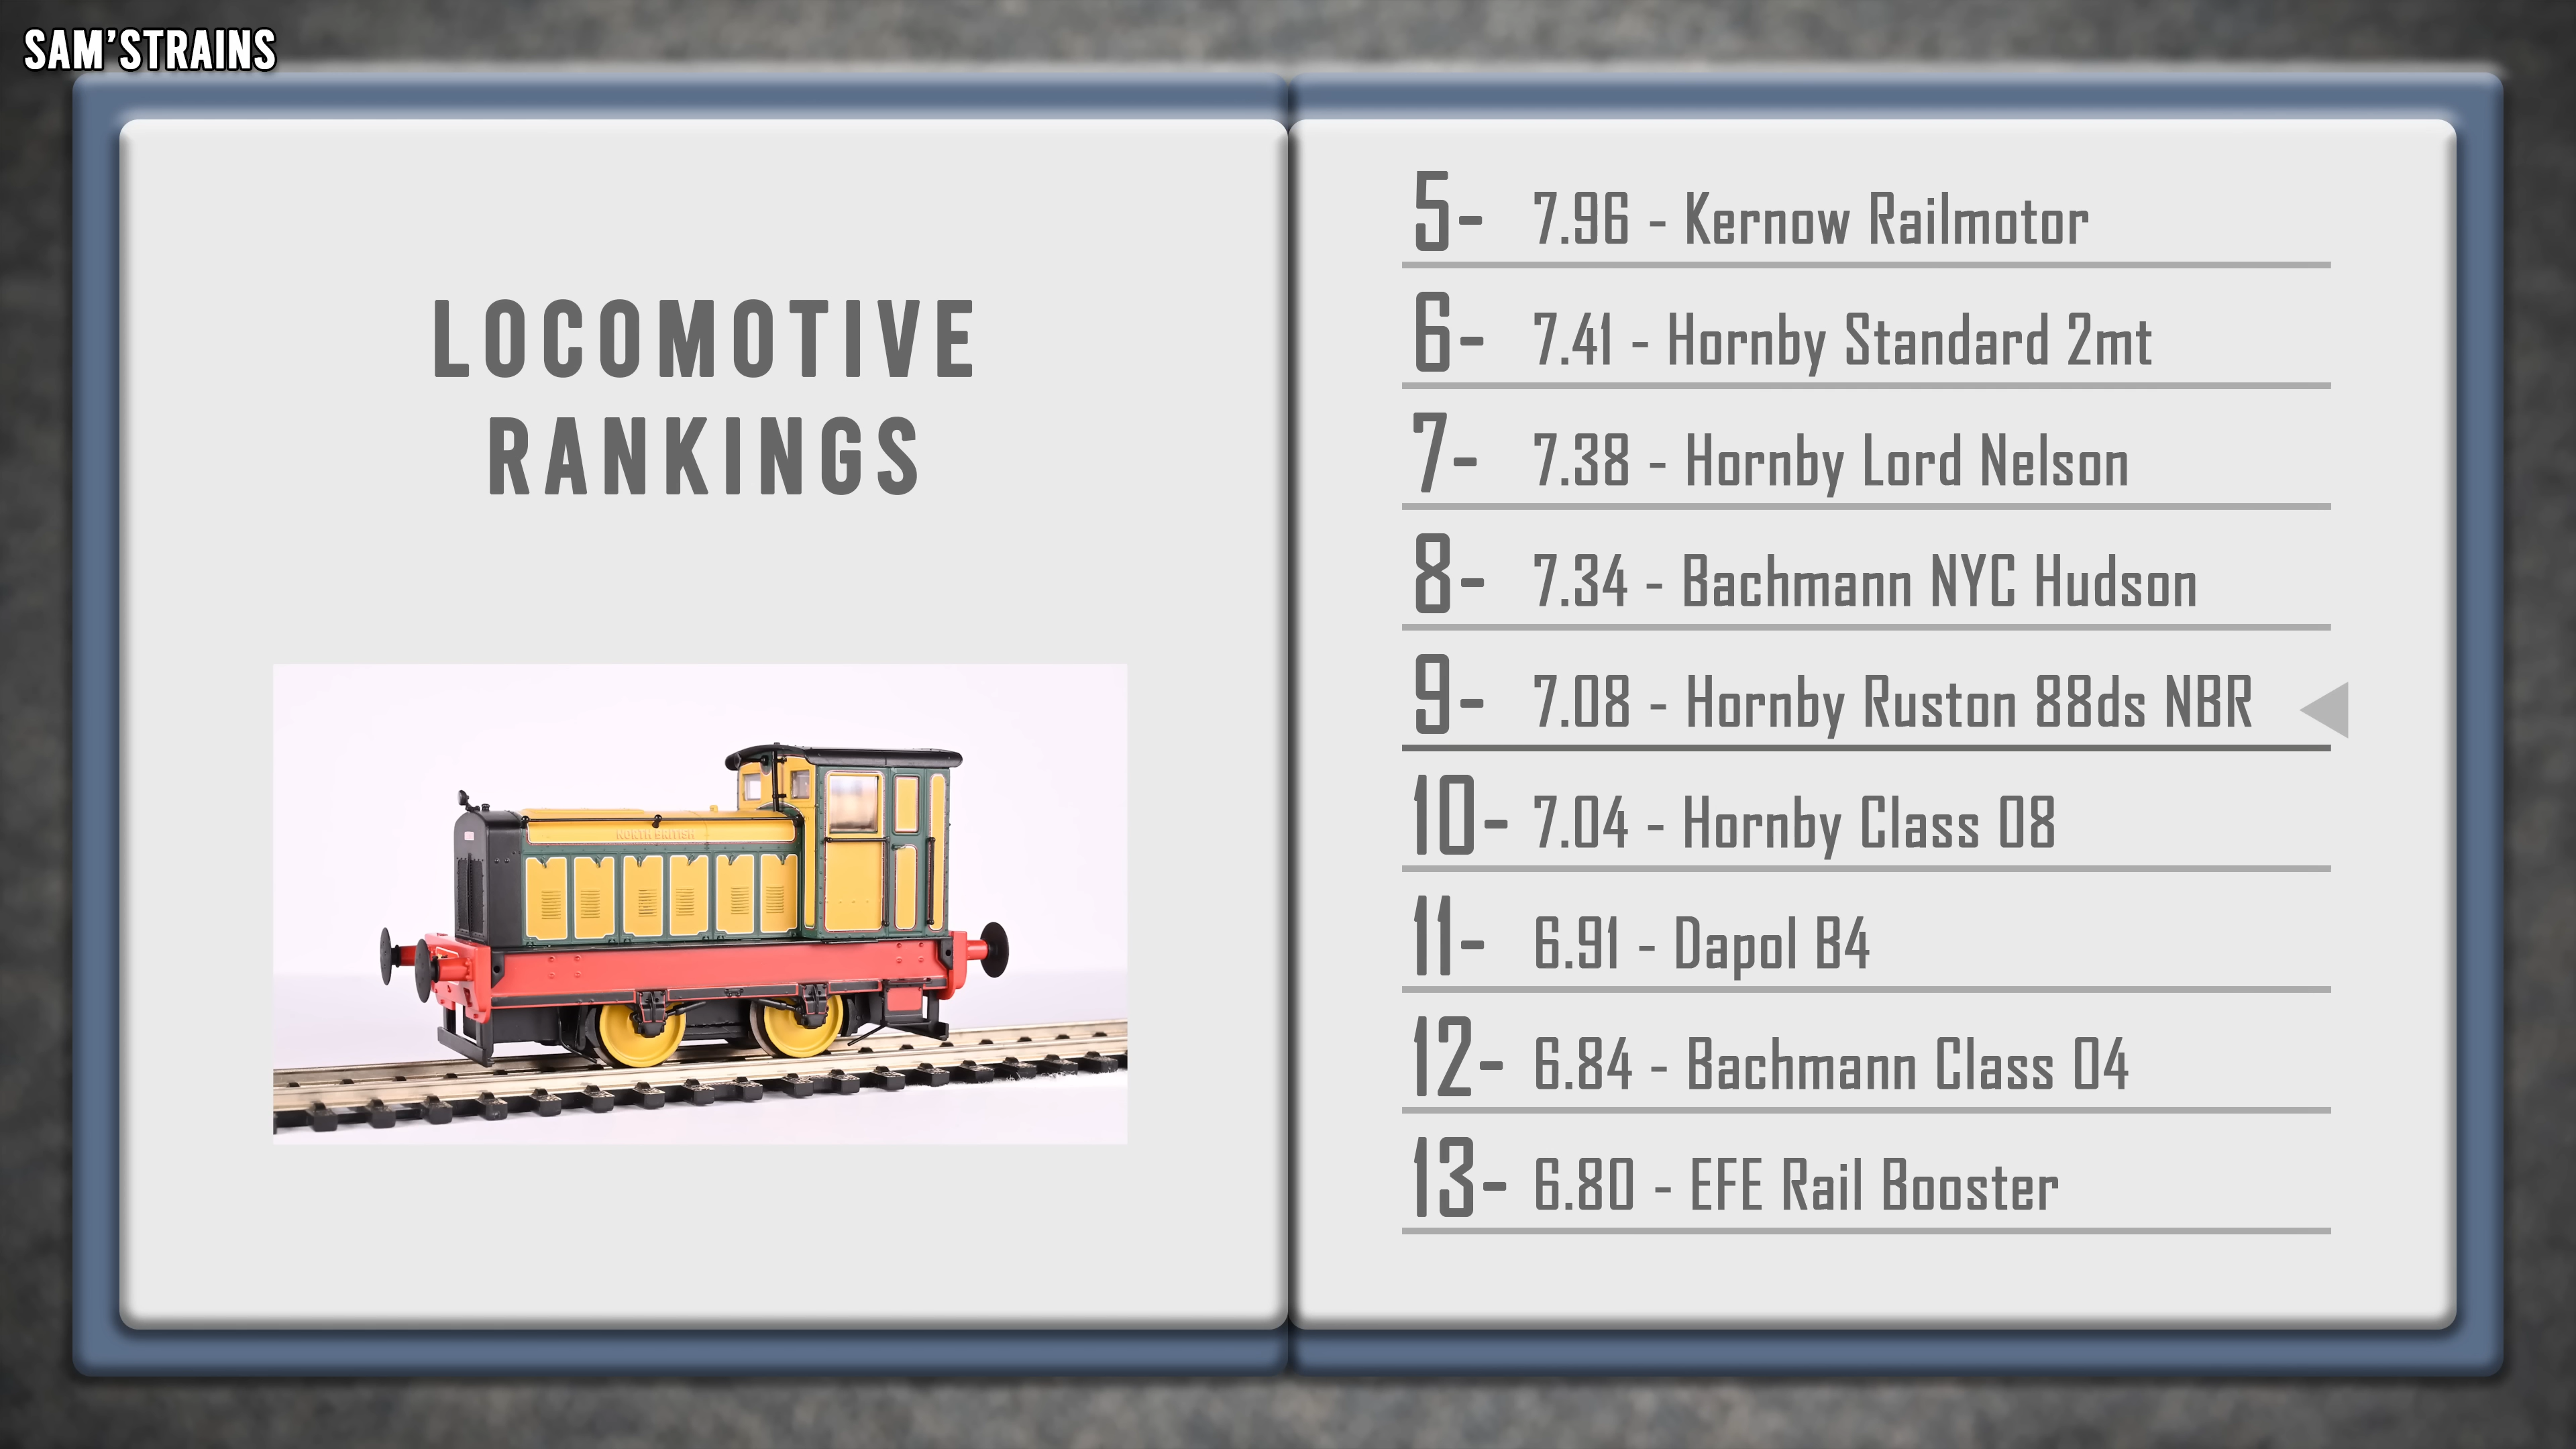 SAM'STRAINS
LOCOMOTIVE
RANKINGS
NORTH BRITISH
5- 7.96 - Kernow Railmotor
6- 7.41 - Hornby Standard 2mt
7- 7.38 - Hornby Lord Nelson
8- 7.34 - Bachmann NYC Hudson
9- 7.08 - Hornby Ruston 88ds NBR
10- 7.04 - Hornby Class 08
11- 6.91 - Dapol B4
12- 6.84 - Bachmann Class 04
13- 6.80 - EFE Rail Booster